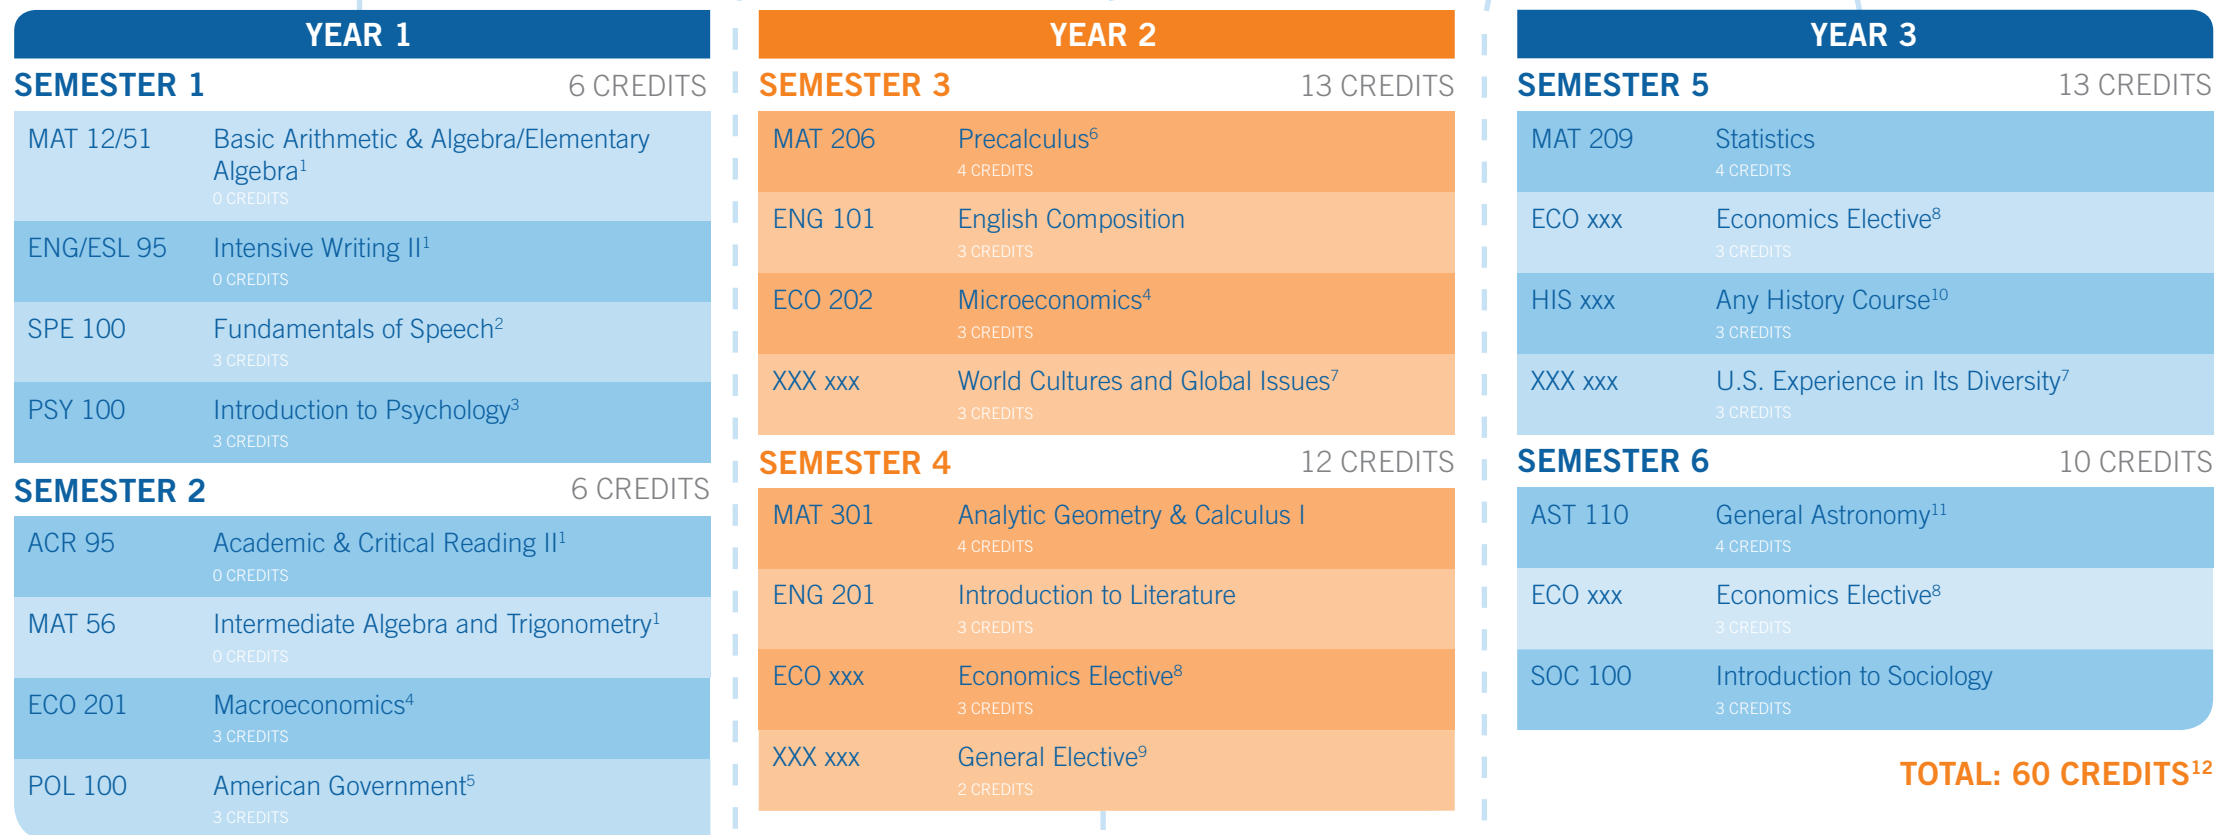 YEAR 1
SEMESTER 1 6 CREDITS
MAT 12/51 Basic Arithmetic & Algebra/Elementary
Algebra¹
0 CREDITS
ENG/ESL 95 Intensive Writing II¹
0 CREDITS
SPE 100 Fundamentals of Speech²
3 CREDITS
PSY 100 Introduction to Psychology³
3 CREDITS
SEMESTER 2 6 CREDITS
ACR 95 Academic & Critical Reading II¹
0 CREDITS
MAT 56 Intermediate Algebra and Trigonometry¹
0 CREDITS
ECO 201 Macroeconomics⁴
3 CREDITS
POL 100 American Government⁵
3 CREDITS
YEAR 2
SEMESTER 3 13 CREDITS
MAT 206 Precalculus⁶
4 CREDITS
ENG 101 English Composition
3 CREDITS
ECO 202 Microeconomics⁴
3 CREDITS
XXX xxx World Cultures and Global Issues⁷
3 CREDITS
SEMESTER 4 12 CREDITS
MAT 301 Analytic Geometry & Calculus I
4 CREDITS
ENG 201 Introduction to Literature
3 CREDITS
ECO xxx Economics Elective⁸
3 CREDITS
XXX xxx General Elective⁹
2 CREDITS
YEAR 3
SEMESTER 5 13 CREDITS
MAT 209 Statistics
4 CREDITS
ECO xxx Economics Elective⁸
3 CREDITS
HIS xxx Any History Course¹⁰
3 CREDITS
XXX xxx U.S. Experience in Its Diversity⁷
3 CREDITS
SEMESTER 6 10 CREDITS
AST 110 General Astronomy¹¹
4 CREDITS
ECO xxx Economics Elective⁸
3 CREDITS
SOC 100 Introduction to Sociology
3 CREDITS
TOTAL: 60 CREDITS¹²